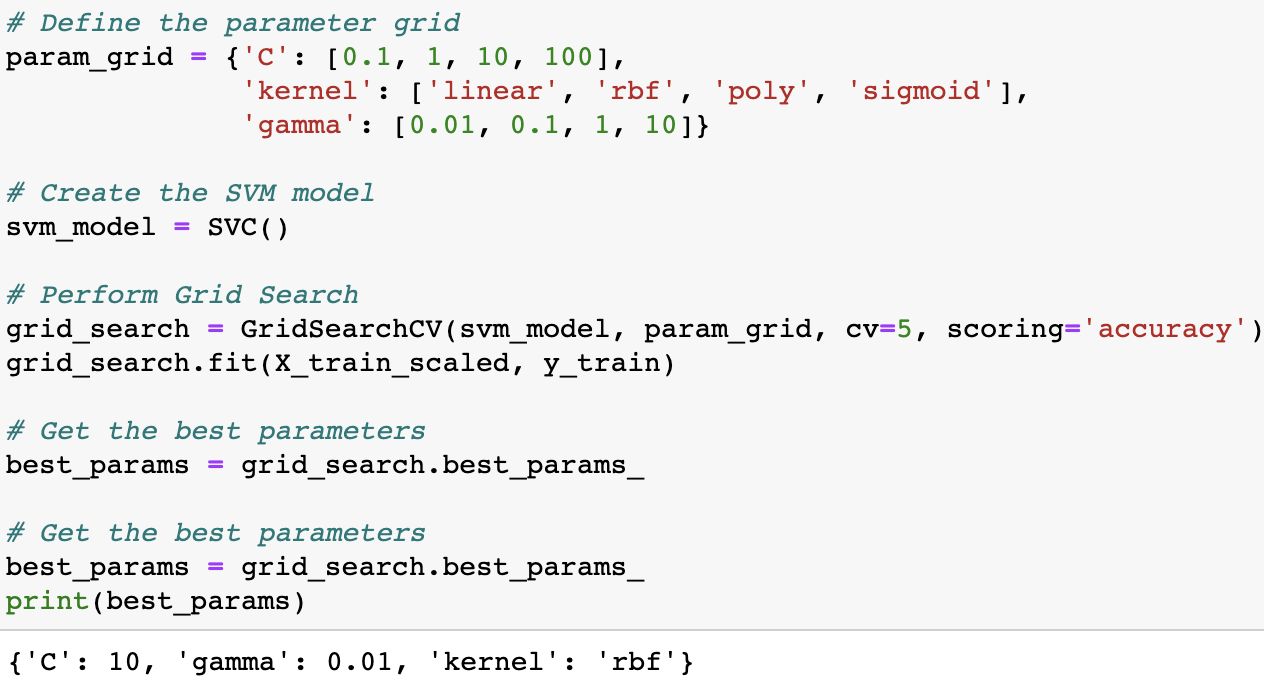 # Define the parameter grid
param_grid = {'C': [0.1, 1, 10, 100],
              'kernel': ['linear', 'rbf', 'poly', 'sigmoid'],
              'gamma': [0.01, 0.1, 1, 10]}

# Create the SVM model
svm_model = SVC()

# Perform Grid Search
grid_search = GridSearchCV(svm_model, param_grid, cv=5, scoring='accuracy')
grid_search.fit(X_train_scaled, y_train)

# Get the best parameters
best_params = grid_search.best_params_

# Get the best parameters
best_params = grid_search.best_params_
print(best_params)

{'C': 10, 'gamma': 0.01, 'kernel': 'rbf'}